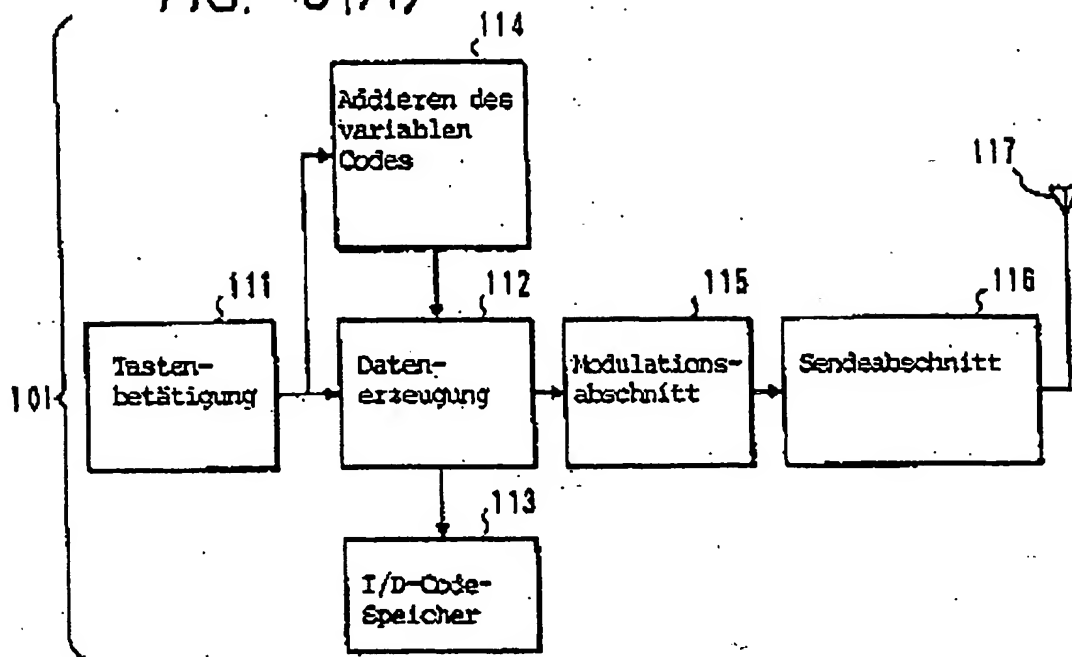 FIG.
114
Addieren des
variablen
Codes
117
111
112
115
116
Tasten-
betätigung
Daten-
erzeugung
Modulations-
abschnitt
Sendeabschnitt
101
113
I/D-Code-
Speicher